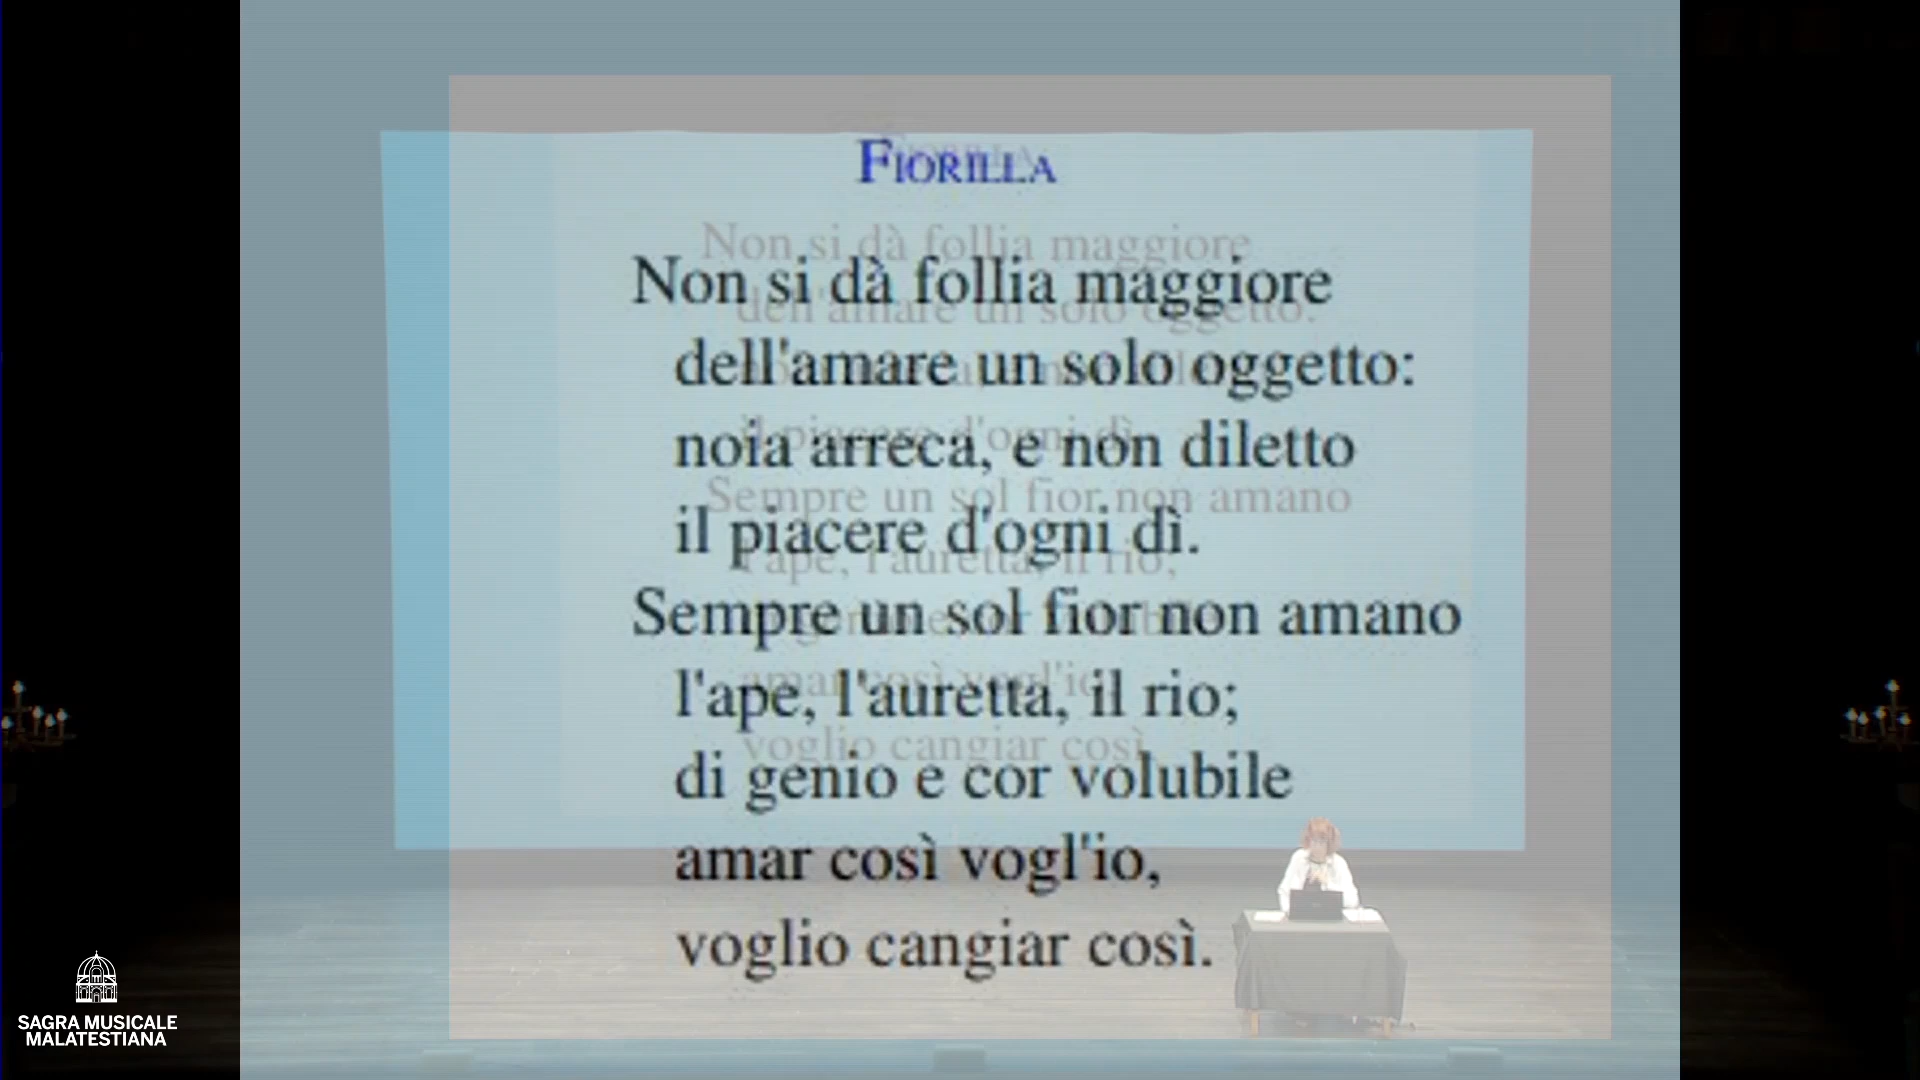 FIORILLA
Non si dà follia maggiore
dell'amare un solo oggetto:
noia arreca, e non diletto
il piacere d'ogni dì.
Sempre un sol fior non amano
l'ape, l'auretta, il rio;
di genio e cor volubile
amar così vogl'io,
voglio cangiar così.
SAGRA MUSICALE
MALATESTIANA